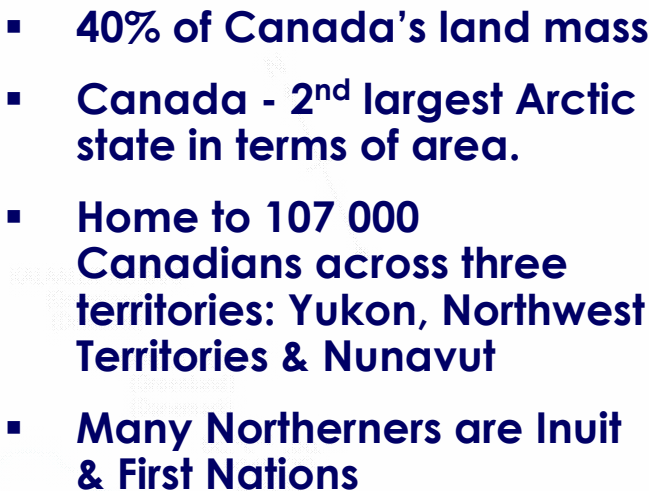 ▪ 40% of Canada's land mass
▪ Canada - 2nd largest Arctic
state in terms of area.
▪ Home to 107 000
Canadians across three
territories: Yukon, Northwest
Territories & Nunavut
▪ Many Northerners are Inuit
& First Nations